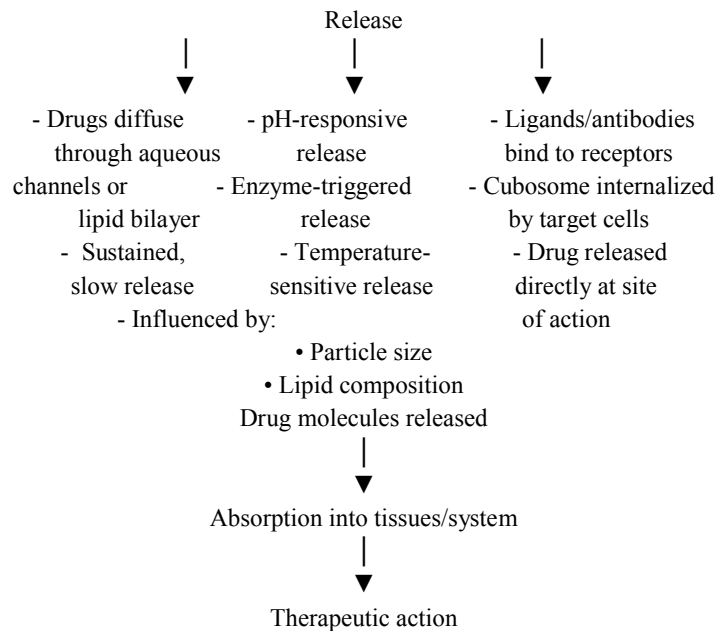 Release
- Drugs diffuse - pH-responsive - Ligands/antibodies
through aqueous release bind to receptors
channels or - Enzyme-triggered - Cubosome internalized
lipid bilayer release by target cells
- Sustained, - Temperature- - Drug released
slow release sensitive release directly at site
- Influenced by: of action
• Particle size
• Lipid composition
Drug molecules released
Absorption into tissues/system
Therapeutic action